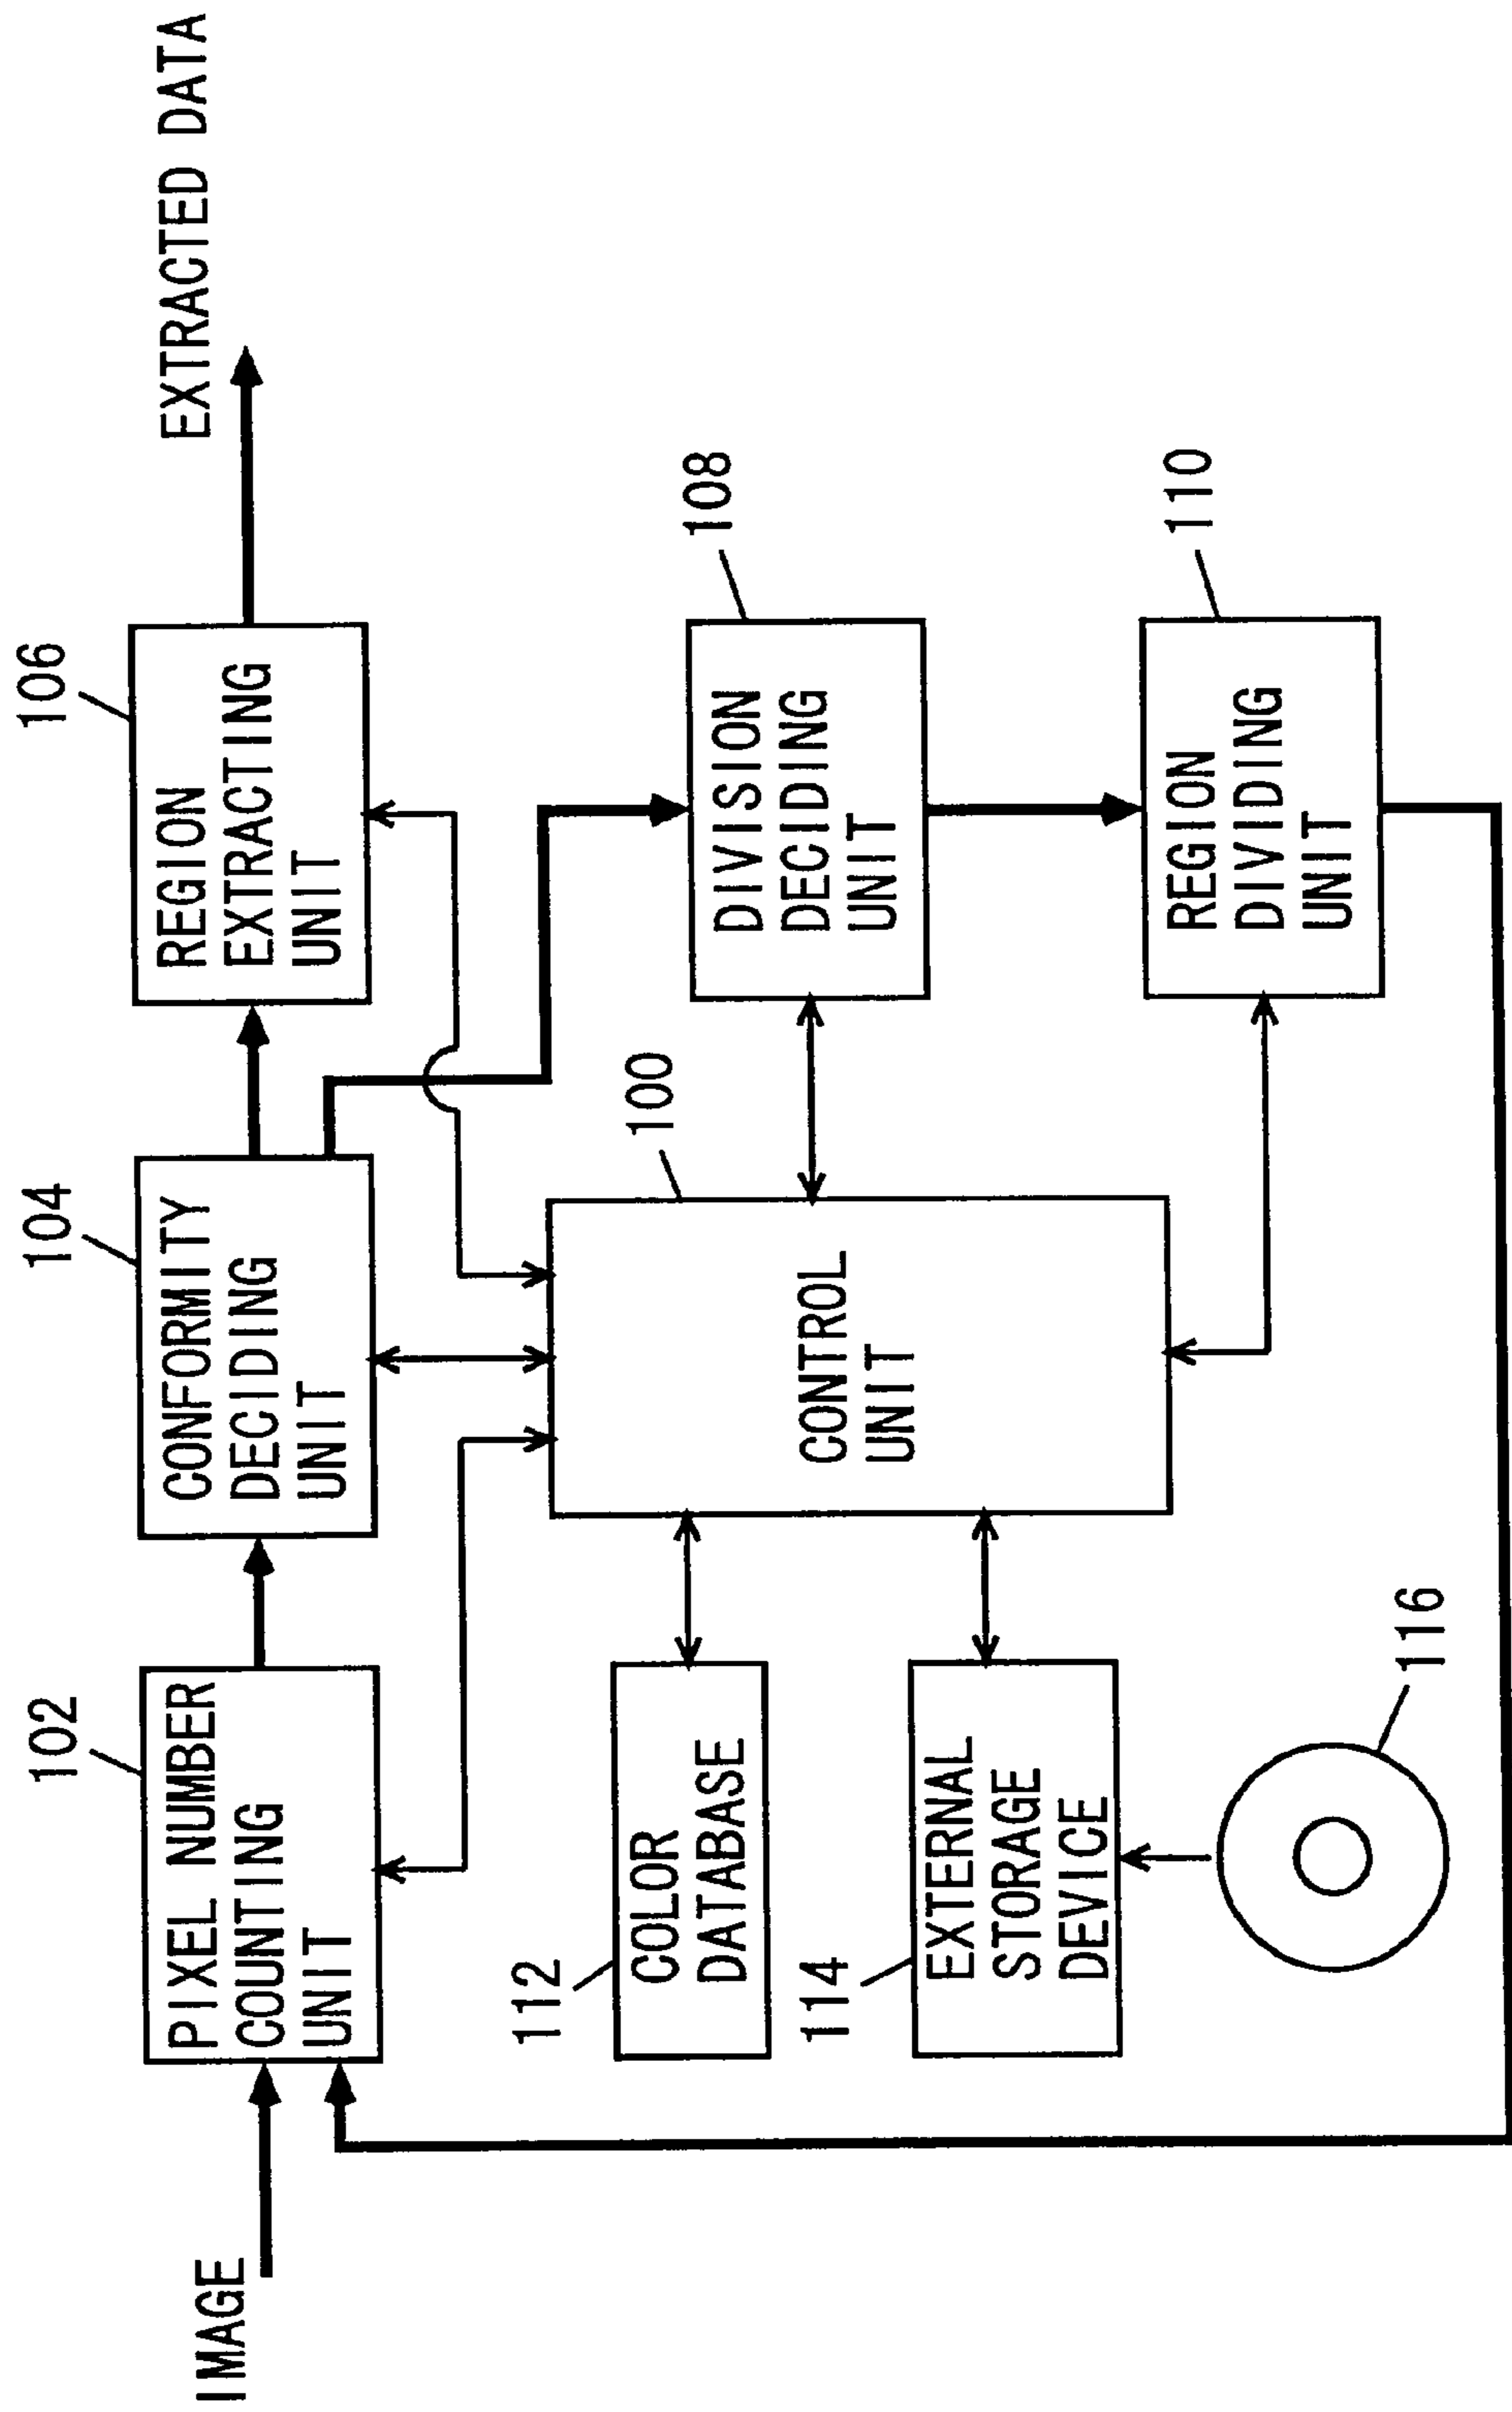 102
104
106
IMAGE
PIXEL NUMBER
COUNTING
UNIT
CONFORMITY
DECIDING
UNIT
REGION
EXTRACTING
UNIT
EXTRACTED DATA
112
COLOR
DATABASE
100
CONTROL
UNIT
108
DIVISION
DECIDING
UNIT
114
EXTERNAL
STORAGE
DEVICE
116
110
REGION
DIVIDING
UNIT